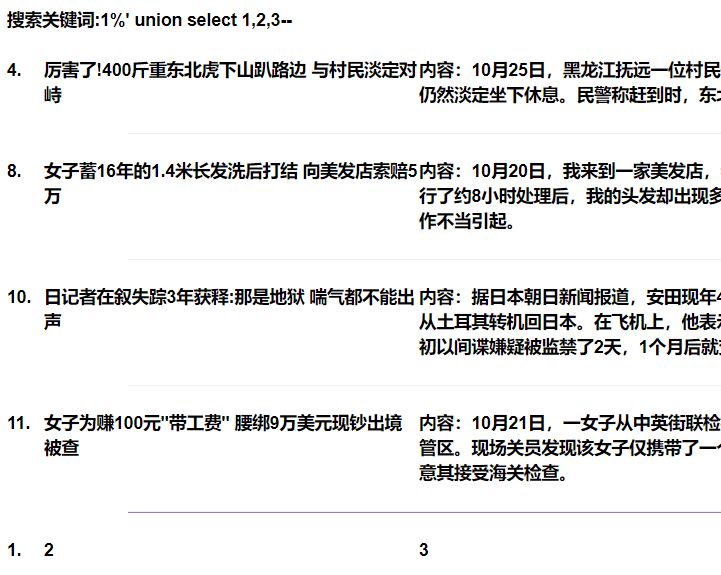 搜索关键词:1%' union select 1,2,3--
4. 厉害了!400斤重东北虎下山趴路边 与村民淡定对 内容：10月25日，黑龙江抚远一位村民
峙 仍然淡定坐下休息。民警称赶到时，东
8. 女子蓄16年的1.4米长发洗后打结 向美发店索赔5 内容：10月20日，我来到一家美发店，
万 行了约8小时处理后，我的头发却出现多
作不当引起。
10. 日记者在叙失踪3年获释:那是地狱 喘气都不能出 内容：据日本朝日新闻报道，安田现年4
声 从土耳其转机回日本。在飞机上，他表
初以间谍嫌疑被监禁了2天，1个月后就
11. 女子为赚100元"带工费" 腰绑9万美元现钞出境 内容：10月21日，一女子从中英街联检
被查 管区。现场关员发现该女子仅携带了一
意其接受海关检查。
1. 2 3